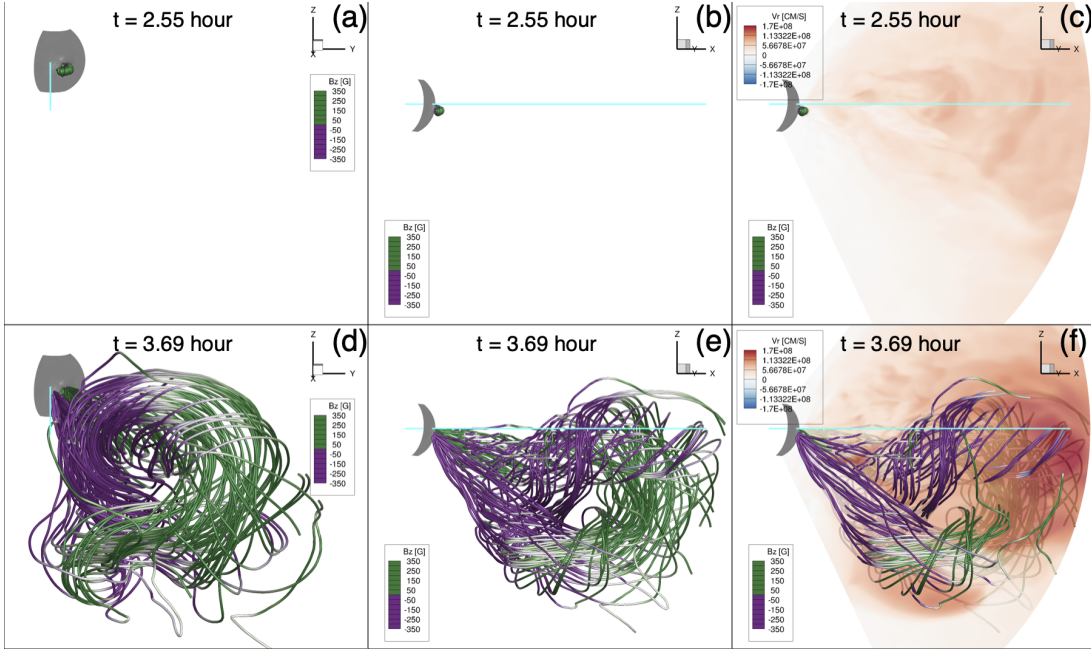 t = 2.55 hour
(a)
Z
Y
X
Bz [G]
350
250
150
50
-50
-150
-250
-350
t = 2.55 hour
(b)
Z
Y
X
Bz [G]
350
250
150
50
-50
-150
-250
-350
Vr [CM/S]
1.7E+08
1.13322E+08
5.6678E+07
0
-5.6678E+07
-1.13322E+08
-1.7E+08
t = 2.55 hour
(c)
Z
Y
X
Bz [G]
350
250
150
50
-50
-150
-250
-350
t = 3.69 hour
(d)
Z
Y
X
Bz [G]
350
250
150
50
-50
-150
-250
-350
t = 3.69 hour
(e)
Z
Y
X
Bz [G]
350
250
150
50
-50
-150
-250
-350
Vr [CM/S]
1.7E+08
1.13322E+08
5.6678E+07
0
-5.6678E+07
-1.13322E+08
-1.7E+08
t = 3.69 hour
(f)
Z
Y
X
Bz [G]
350
250
150
50
-50
-150
-250
-350